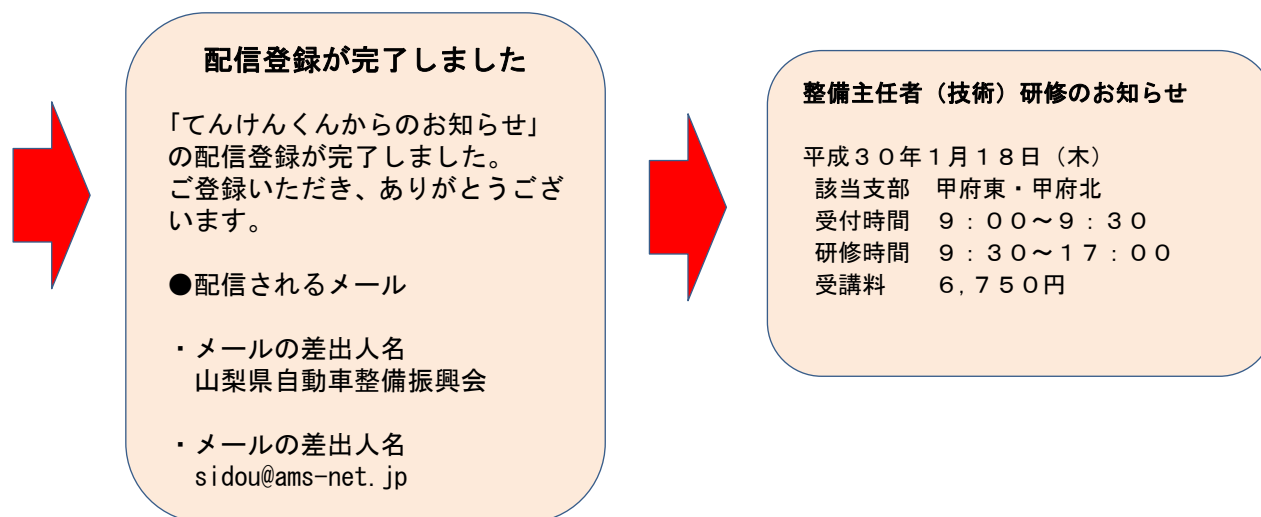 配信登録が完了しました
「てんけんくんからのお知らせ」
の配信登録が完了しました。
ご登録いただき、ありがとうござ
います。
●配信されるメール
・メールの差出人名
山梨県自動車整備振興会
・メールの差出人名
sidou@ams-net.jp
整備主任者（技術）研修のお知らせ
平成３０年１月１８日（木）
該当支部　甲府東・甲府北
受付時間　９：００～９：３０
研修時間　９：３０～１７：００
受講料　　６，７５０円